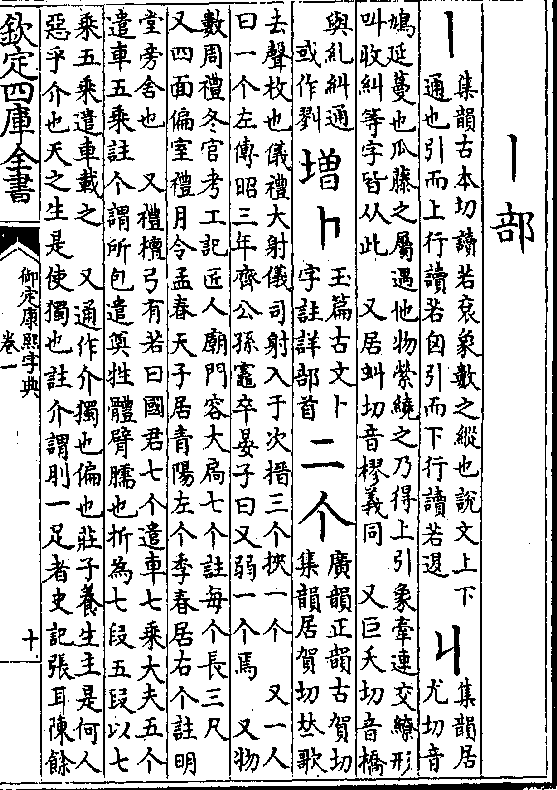 丨部
丨
集韻古本切讀若衮象數之縱也說文上下
通也引而上行讀若囟引而下行讀若退
丩
集韻居
尤切音
鳩延蔓也瓜藤之屬遇他物縈繞之乃得上引象牽連交繚形
叫收糾等字皆从此 又居虯切音樛義同 又巨夭切音橋
與糺糾通
或作
增卜
玉篇古文卜
字註詳部首
二个
廣韻正韻古賀切
集韻居賀切𠀤歌
去聲枚也儀禮大射儀司射入于次搢三个挾一个 又一人
曰一个左傳昭三年齊公孫竈卒晏子曰又弱一个焉 又物
數周禮冬官考工記匠人廟門容大扃七个註每个長三尺
又四面偏室禮月令孟春天子居青陽左个季春居右个註明
堂旁舍也 又禮檀弓有若曰國君七个遣車七乘大夫五个
遣車五乘註个謂所包遣奠牲體臂臑也折為七段五段以七
乘五乘遣車載之 又通作介獨也偏也莊子養生主是何人
惡乎介也天之生是使獨也註介謂刖一足者史記張耳陳餘
欽定四庫全書
御定康熙字典
卷一
十